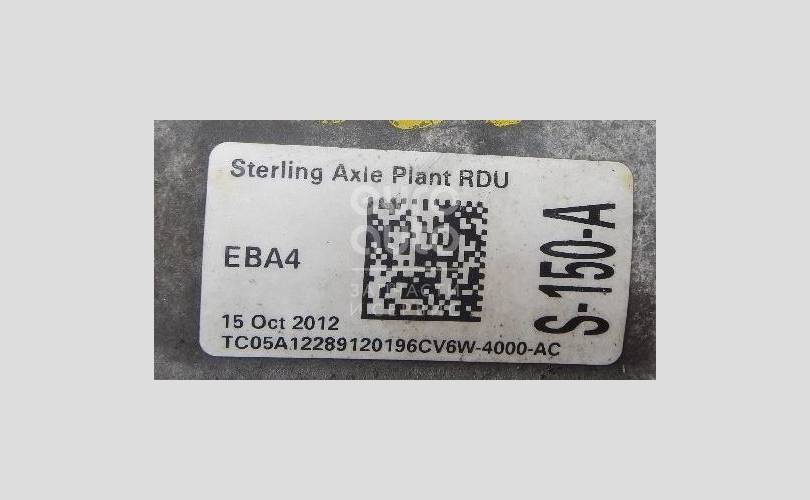 Sterling Axle Plant RDU
EBA4
S-150-A
15 Oct 2012
TC05A12289120196CV6W-4000-AC